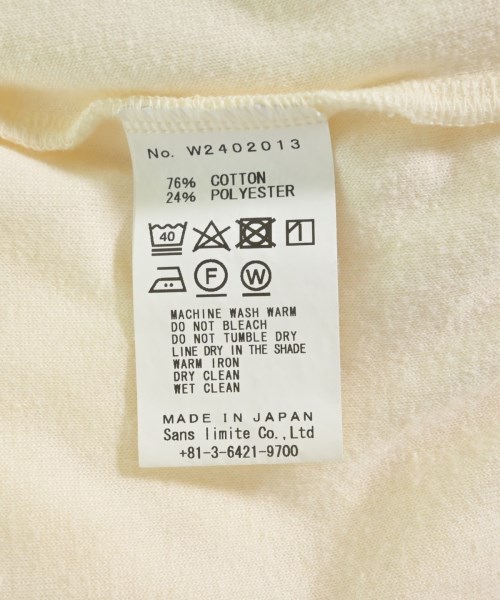 No. W2402013
76% COTTON
24% POLYESTER
40
F W
MACHINE WASH WARM
DO NOT BLEACH
DO NOT TUMBLE DRY
LINE DRY IN THE SHADE
WARM IRON
DRY CLEAN
WET CLEAN
MADE IN JAPAN
Sans limite Co.,Ltd
+81-3-6421-9700